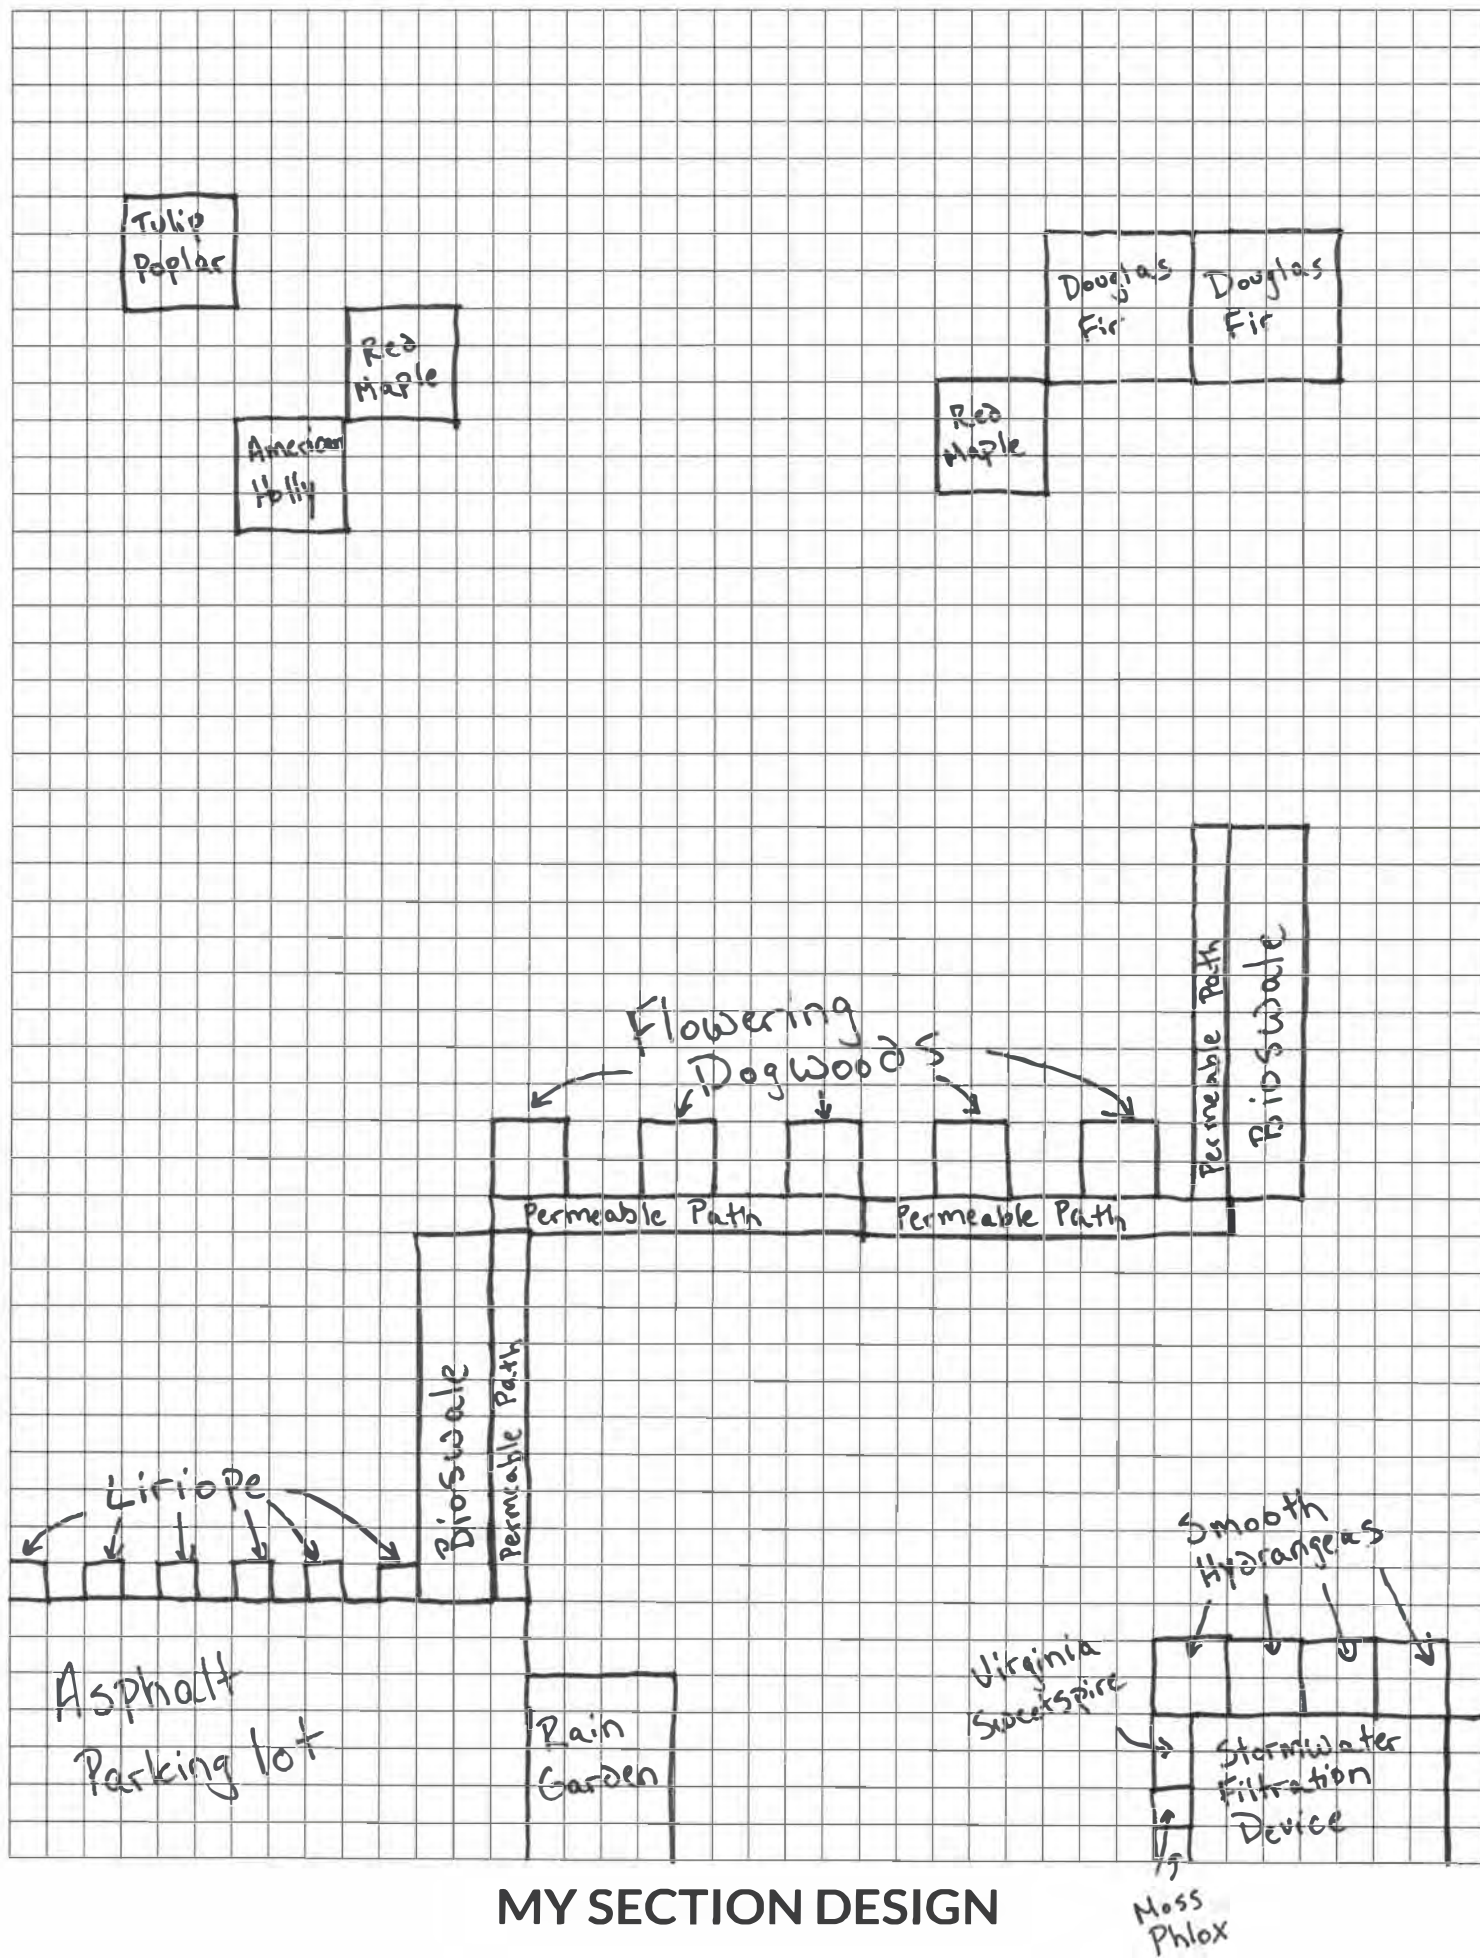 Tulip
Poplar
Red
Maple
American
Holly
Douglas
Fir
Douglas
Fir
Red
Maple
Permeable Path
Bioswale
Flowering
Dogwoods
Permeable Path
Permeable Path
Bioswale
Permeable Path
Liriope
Asphalt
Parking lot
Rain
Garden
Smooth
Hydrangeas
Virginia
Sweetspire
Stormwater
Filtration
Device
MY SECTION DESIGN
Moss
Phlox